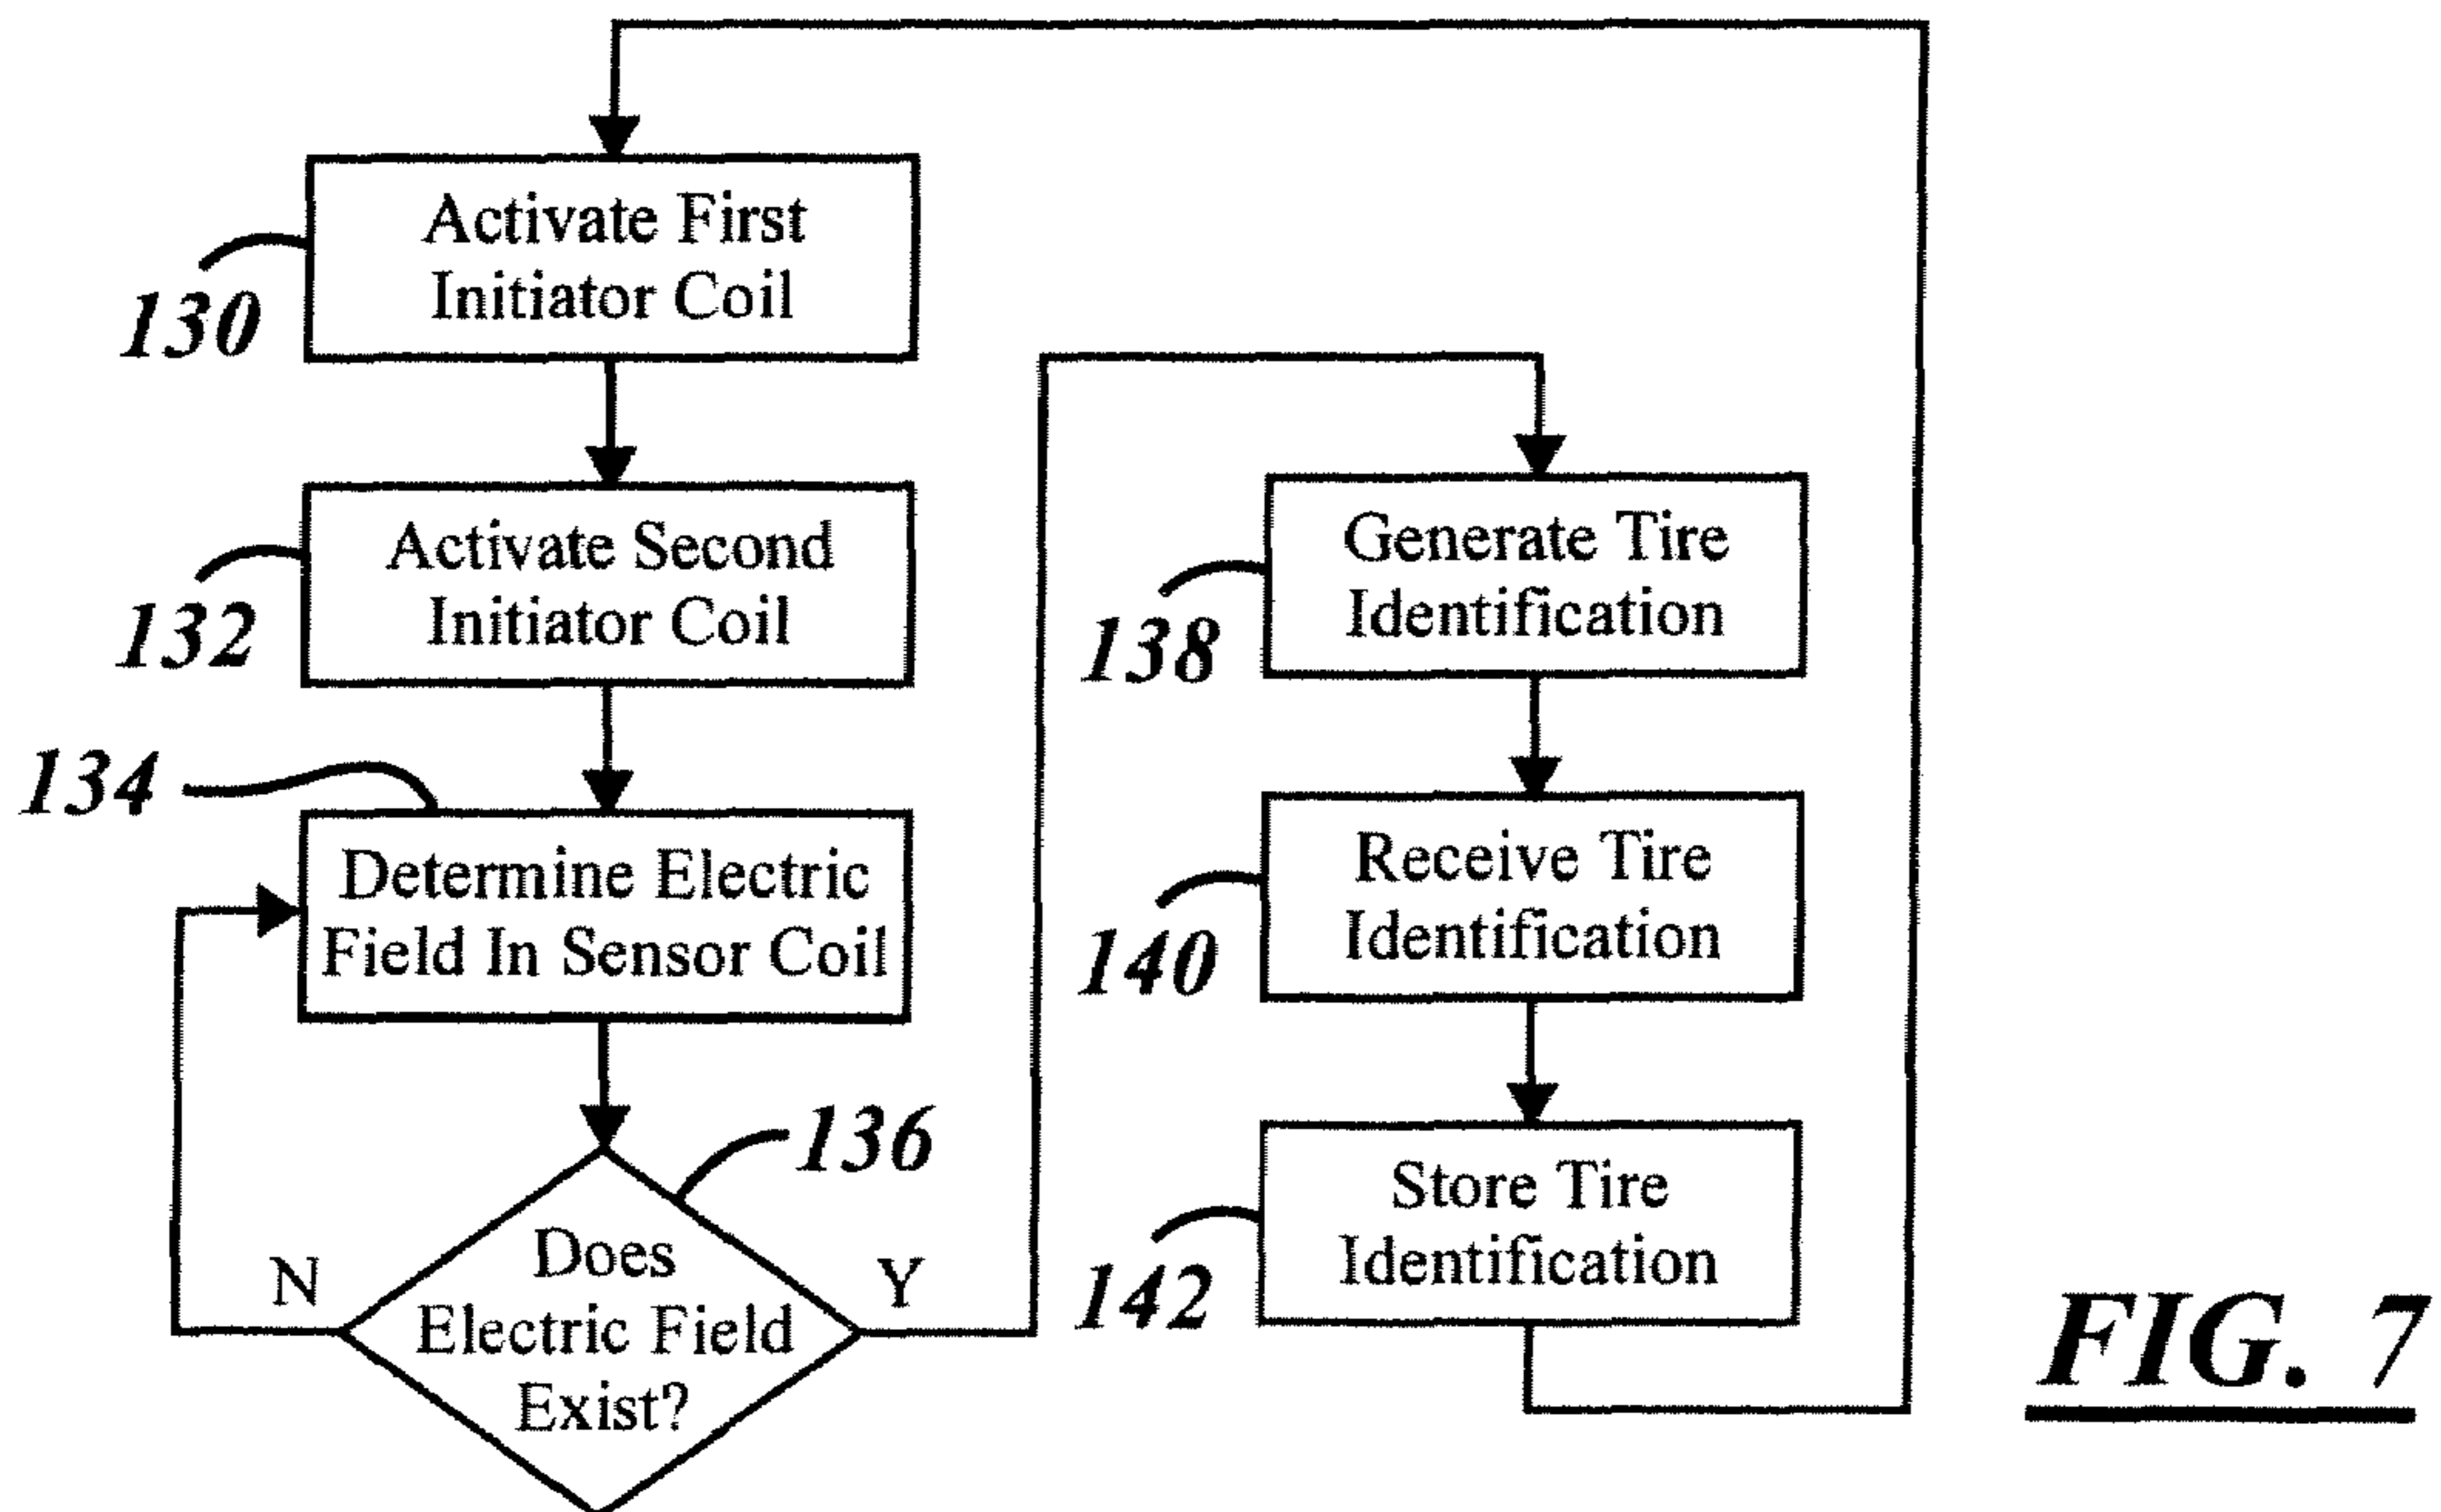 Activate First
Initiator Coil
130
Activate Second
Initiator Coil
132
134
Determine Electric
Field In Sensor Coil
136
Does
Electric Field
Exist?
N
Y
Generate Tire
Identification
138
Receive Tire
Identification
140
Store Tire
Identification
142
FIG. 7